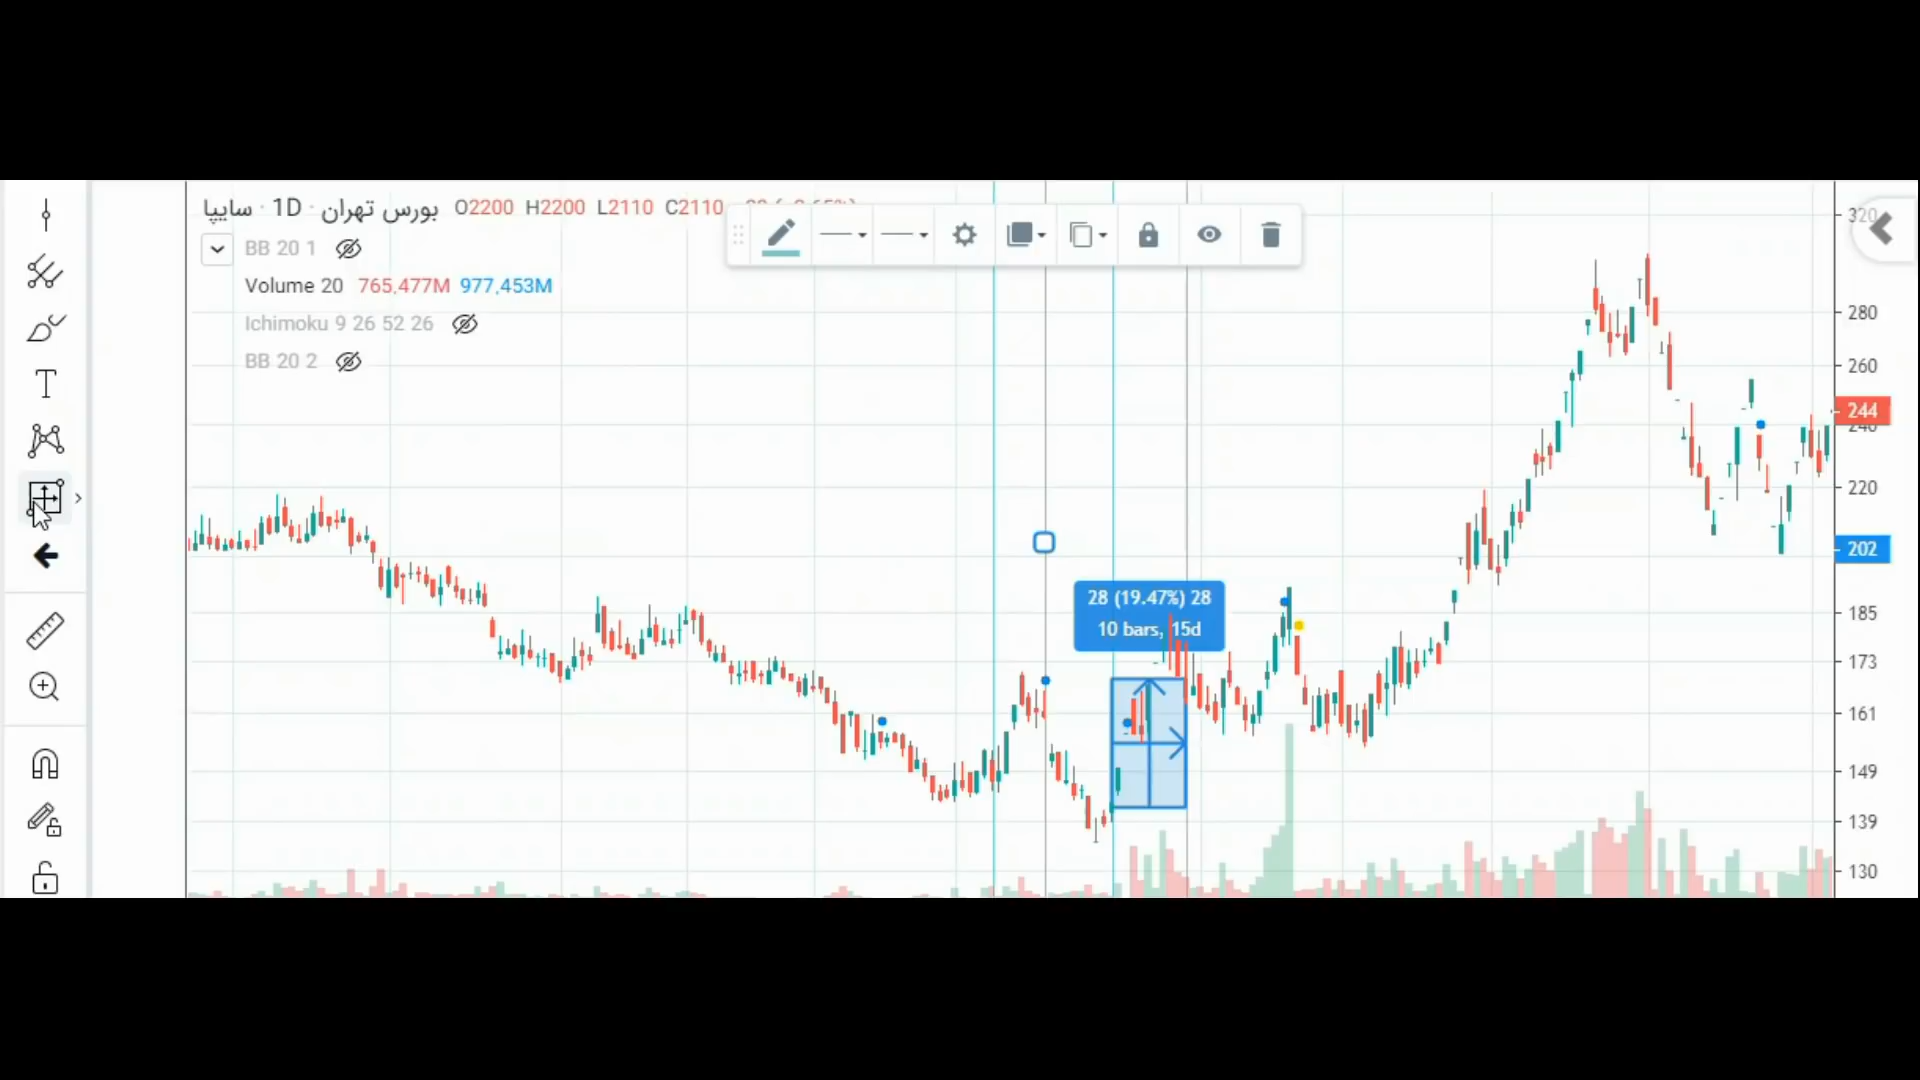 سایپا · 1D · بورس تهران O2200 H2200 L2110 C2110
BB 20 1
Volume 20 765,477M 977,453M
Ichimoku 9 26 52 26
BB 20 2
28 (19.47%) 28
10 bars, 15d
320
280
260
244
240
220
202
185
173
161
149
139
130